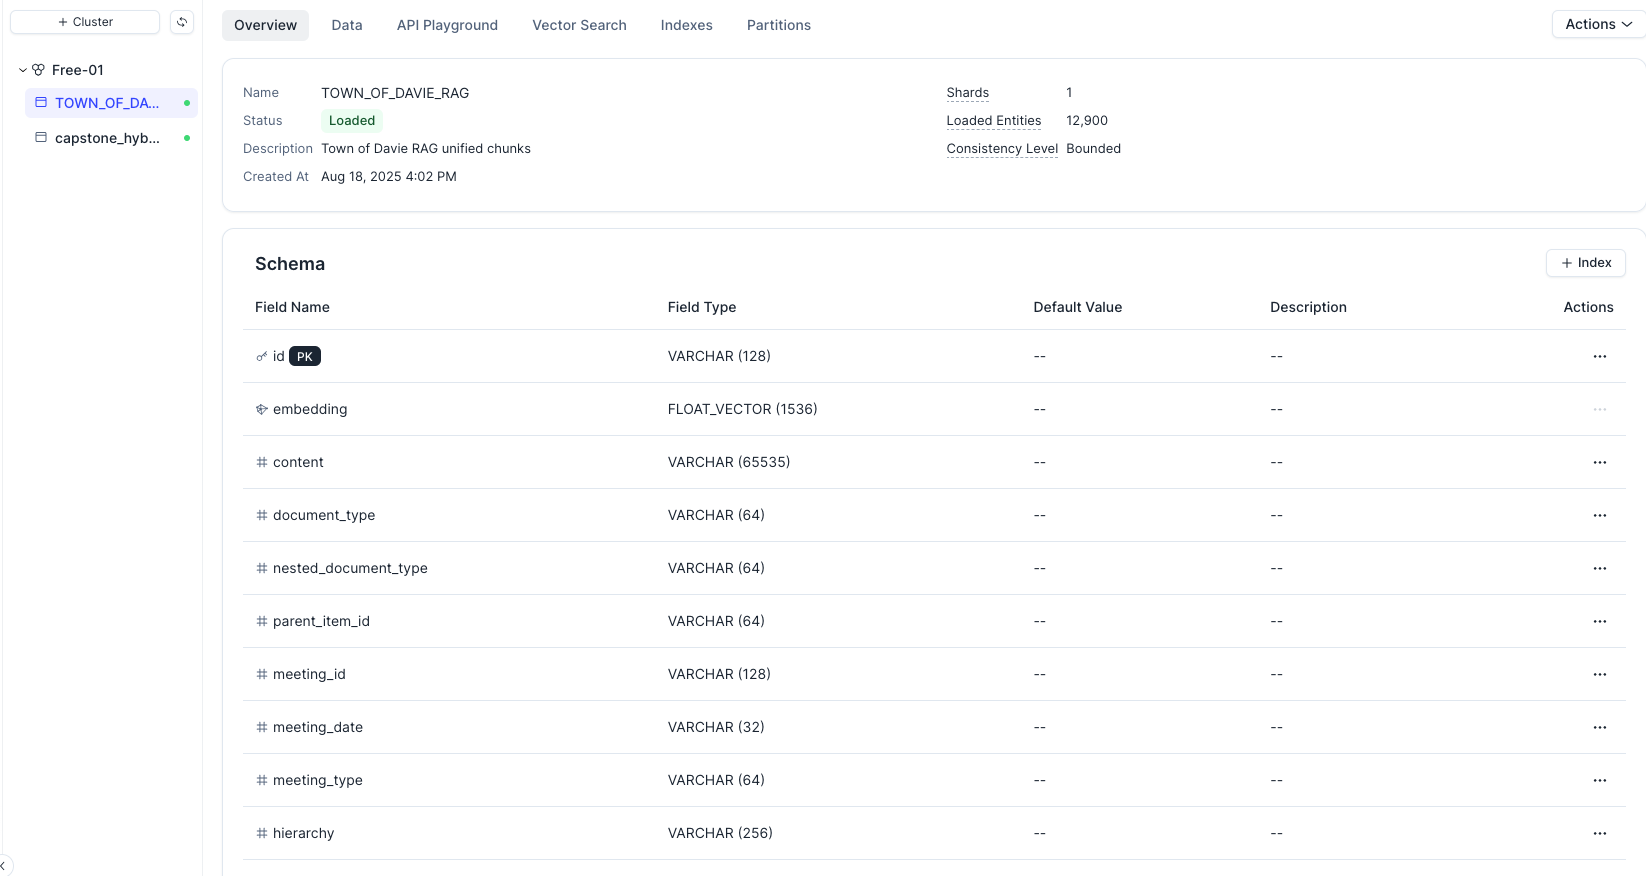 + Cluster
Free-01
TOWN_OF_DA...
capstone_hyb...
Overview Data API Playground Vector Search Indexes Partitions Actions
Name TOWN_OF_DAVIE_RAG Shards 1
Status Loaded Loaded Entities 12,900
Description Town of Davie RAG unified chunks Consistency Level Bounded
Created At Aug 18, 2025 4:02 PM
Schema + Index
Field Name Field Type Default Value Description Actions
id PK VARCHAR (128) -- -- ...
embedding FLOAT_VECTOR (1536) -- -- ...
# content VARCHAR (65535) -- -- ...
# document_type VARCHAR (64) -- -- ...
# nested_document_type VARCHAR (64) -- -- ...
# parent_item_id VARCHAR (64) -- -- ...
# meeting_id VARCHAR (128) -- -- ...
# meeting_date VARCHAR (32) -- -- ...
# meeting_type VARCHAR (64) -- -- ...
# hierarchy VARCHAR (256) -- -- ...